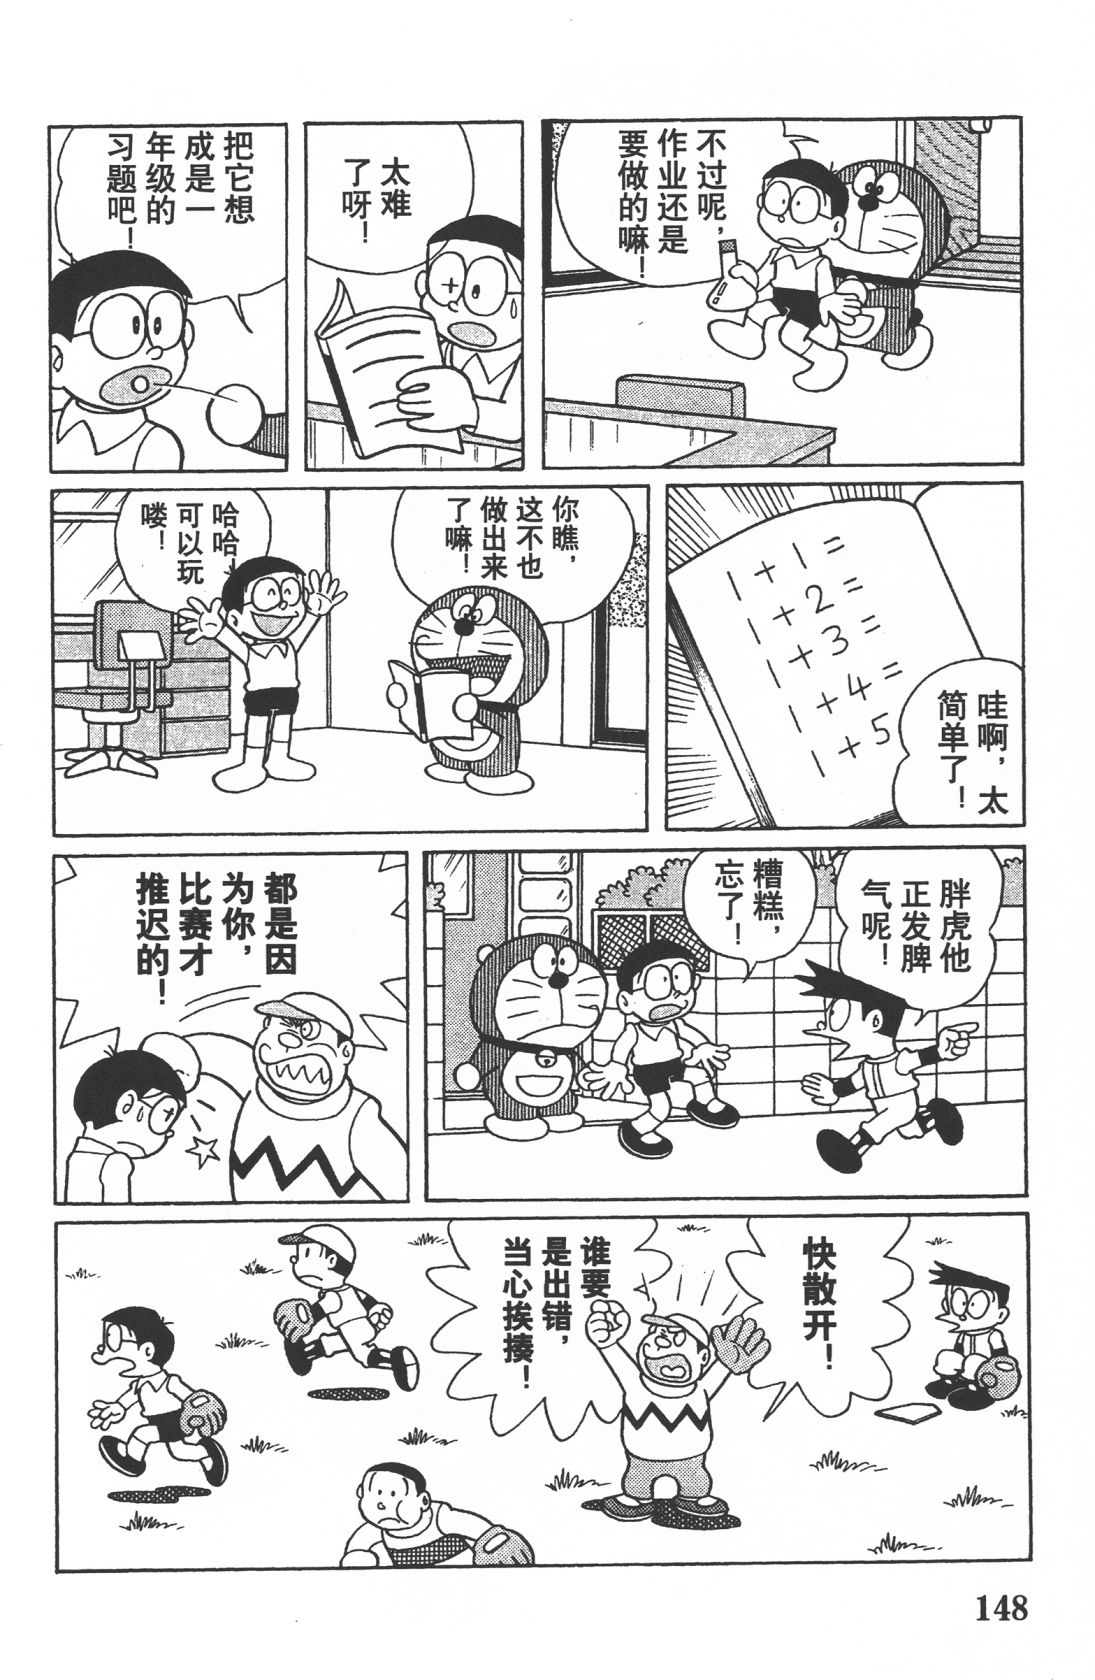 不过呢，
作业还是
要做的嘛！
太难
了呀！
把它想
成是一
年级的
习题吧！
1+1=
1+2=
1+3=
1+4=
1+5
哇啊，太
简单了！
你瞧，
这不也
做出来
了嘛！
哈哈！
可以玩
喽！
胖虎他
正发脾
气呢！
糟糕，
忘了！
都是因
为你，
比赛才
推迟的！
快散开！
谁要
是出错，
当心挨揍！
148